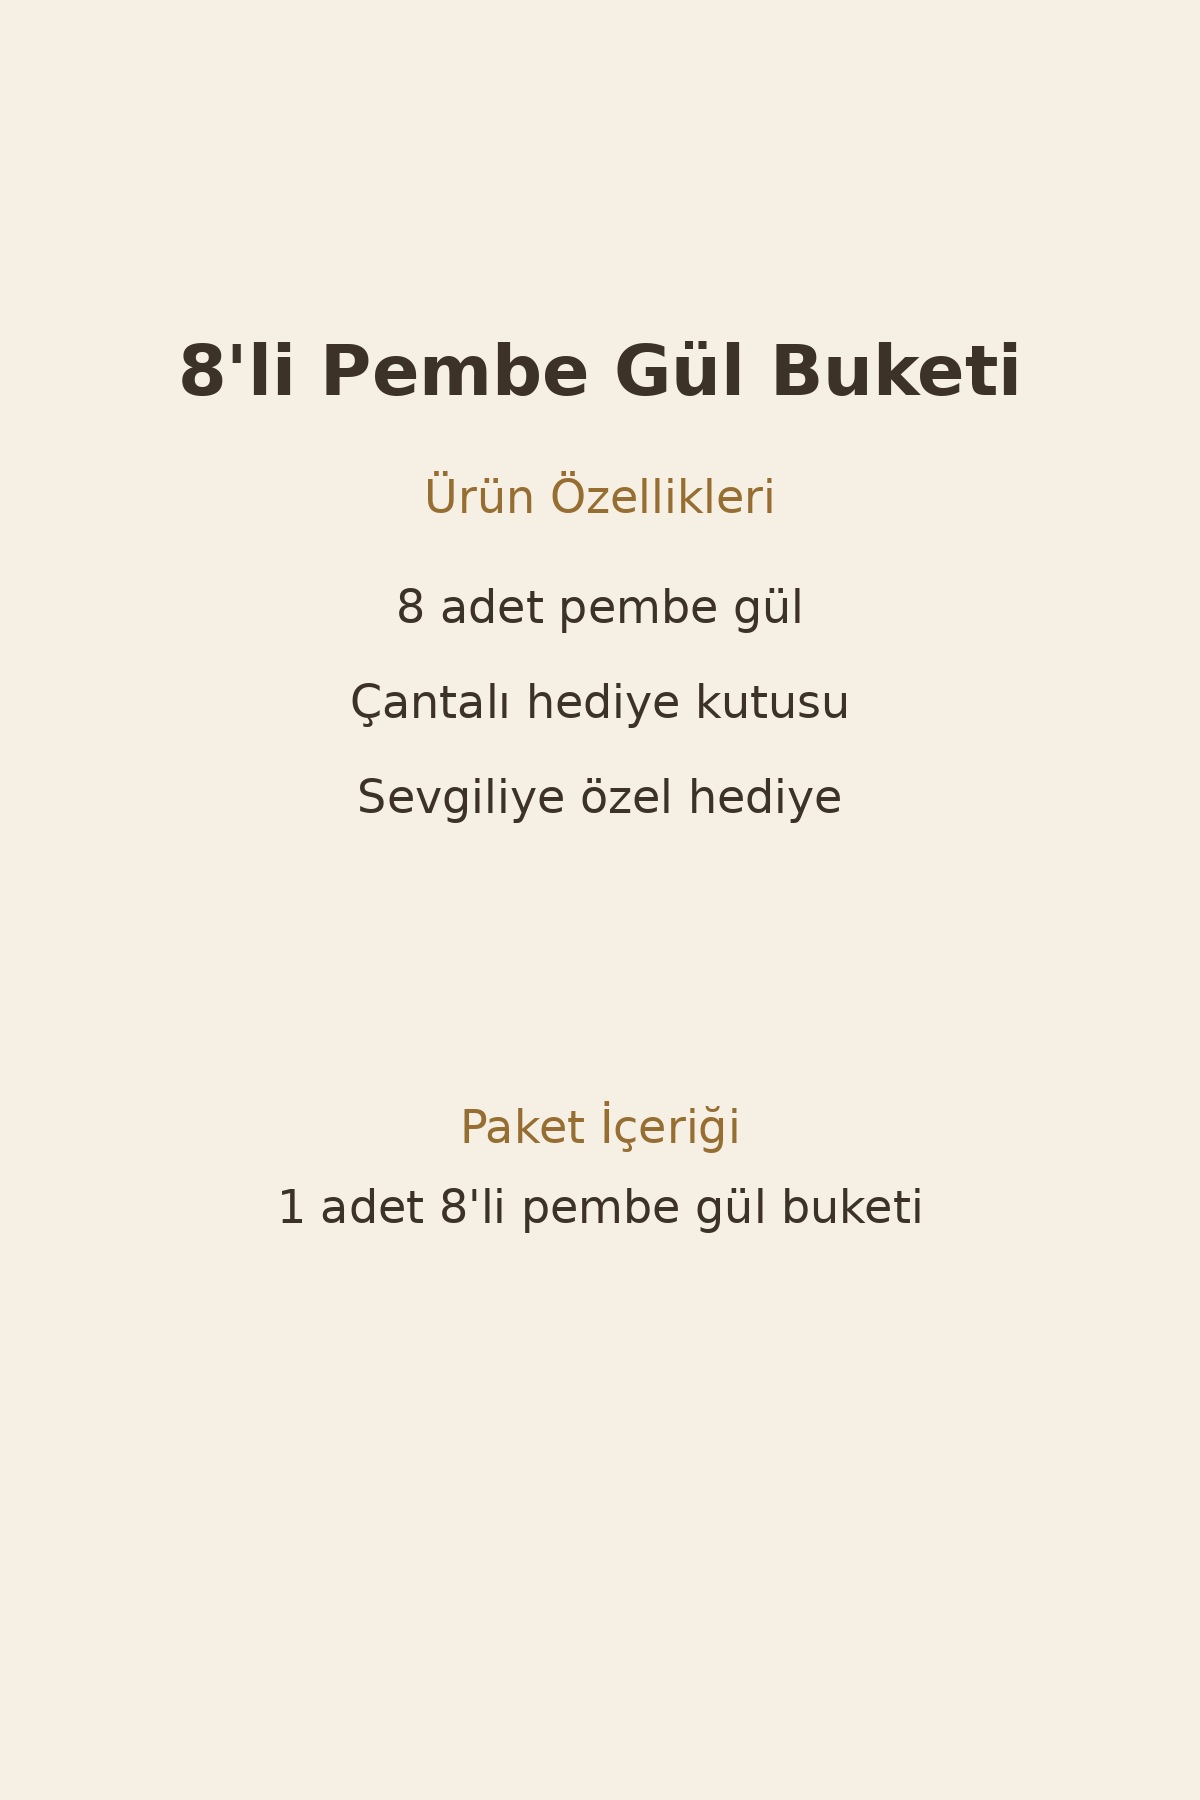 8'li Pembe Gül Buketi
Ürün Özellikleri
8 adet pembe gül
Çantalı hediye kutusu
Sevgiliye özel hediye
Paket İçeriği
1 adet 8'li pembe gül buketi